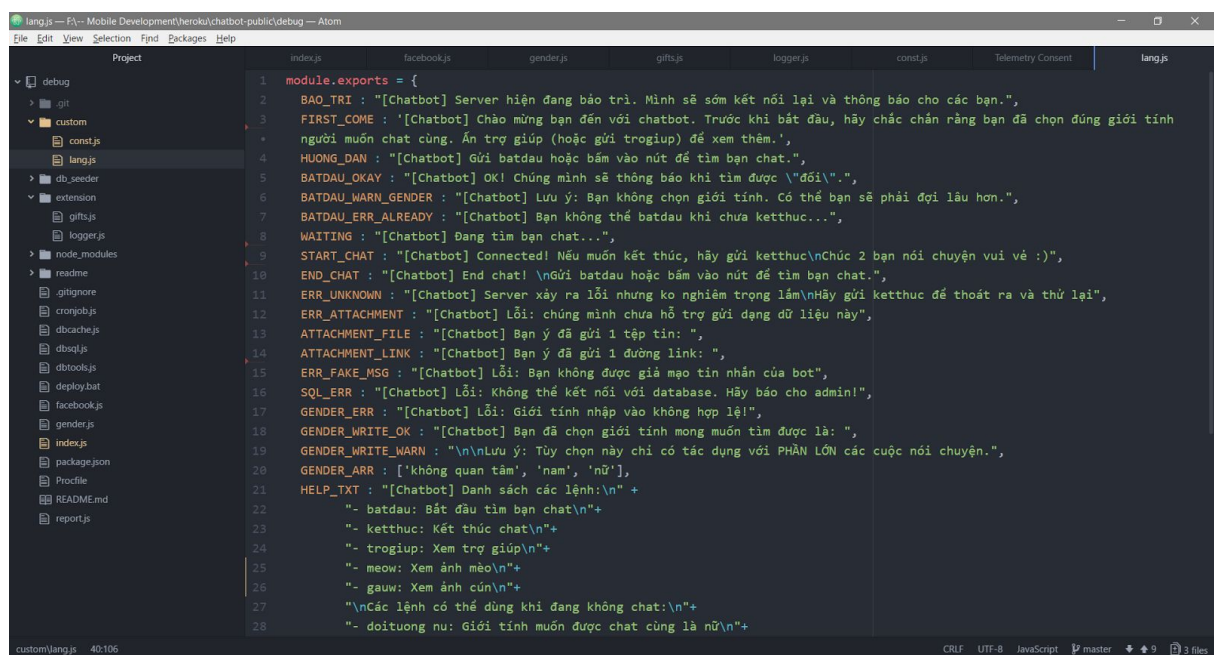 lang.js — F:\-- Mobile Development\heroku\chatbot-public\debug — Atom
File Edit View Selection Find Packages Help
Project
index.js facebook.js gender.js gifts.js logger.js const.js Telemetry Consent lang.js
debug
.git
custom
const.js
lang.js
db_seeder
extension
gifts.js
logger.js
node_modules
readme
.gitignore
cronjob.js
dbcache.js
dbsql.js
dbtools.js
deploy.bat
facebook.js
gender.js
index.js
package.json
Procfile
README.md
report.js
1 module.exports = {
2 BAO_TRI : "[Chatbot] Server hiện đang bảo trì. Mình sẽ sớm kết nối lại và thông báo cho các bạn.",
3 FIRST_COME : '[Chatbot] Chào mừng bạn đến với chatbot. Trước khi bắt đầu, hãy chắc chắn rằng bạn đã chọn đúng giới tính
người muốn chat cùng. Ấn trợ giúp (hoặc gửi trogiup) để xem thêm.',
4 HUONG_DAN : "[Chatbot] Gửi batdau hoặc bấm vào nút để tìm bạn chat.",
5 BATDAU_OKAY : "[Chatbot] OK! Chúng mình sẽ thông báo khi tìm được \"đối\".",
6 BATDAU_WARN_GENDER : "[Chatbot] Lưu ý: Bạn không chọn giới tính. Có thể bạn sẽ phải đợi lâu hơn.",
7 BATDAU_ERR_ALREADY : "[Chatbot] Bạn không thể batdau khi chưa ketthuc...",
8 WAITING : "[Chatbot] Đang tìm bạn chat...",
9 START_CHAT : "[Chatbot] Connected! Nếu muốn kết thúc, hãy gửi ketthuc\nChúc 2 bạn nói chuyện vui vẻ :)",
10 END_CHAT : "[Chatbot] End chat! \nGửi batdau hoặc bấm vào nút để tìm bạn chat.",
11 ERR_UNKNOWN : "[Chatbot] Server xảy ra lỗi nhưng ko nghiêm trọng lắm\nHãy gửi ketthuc để thoát ra và thử lại",
12 ERR_ATTACHMENT : "[Chatbot] Lỗi: chúng mình chưa hỗ trợ gửi dạng dữ liệu này",
13 ATTACHMENT_FILE : "[Chatbot] Bạn ý đã gửi 1 tệp tin: ",
14 ATTACHMENT_LINK : "[Chatbot] Bạn ý đã gửi 1 đường link: ",
15 ERR_FAKE_MSG : "[Chatbot] Lỗi: Bạn không được giả mạo tin nhắn của bot",
16 SQL_ERR : "[Chatbot] Lỗi: Không thể kết nối với database. Hãy báo cho admin!",
17 GENDER_ERR : "[Chatbot] Lỗi: Giới tính nhập vào không hợp lệ!",
18 GENDER_WRITE_OK : "[Chatbot] Bạn đã chọn giới tính mong muốn tìm được là: ",
19 GENDER_WRITE_WARN : "\n\nLưu ý: Tùy chọn này chỉ có tác dụng với PHẦN LỚN các cuộc nói chuyện.",
20 GENDER_ARR : ['không quan tâm', 'nam', 'nữ'],
21 HELP_TXT : "[Chatbot] Danh sách các lệnh:\n" +
22 "- batdau: Bắt đầu tìm bạn chat\n"+
23 "- ketthuc: Kết thúc chat\n"+
24 "- trogiup: Xem trợ giúp\n"+
25 "- meow: Xem ảnh mèo\n"+
26 "- gauw: Xem ảnh cún\n"+
27 "\nCác lệnh có thể dùng khi đang không chat:\n"+
28 "- doituong nu: Giới tính muốn được chat cùng là nữ\n"+
custom\lang.js 40:106 CRLF UTF-8 JavaScript master 9 3 files